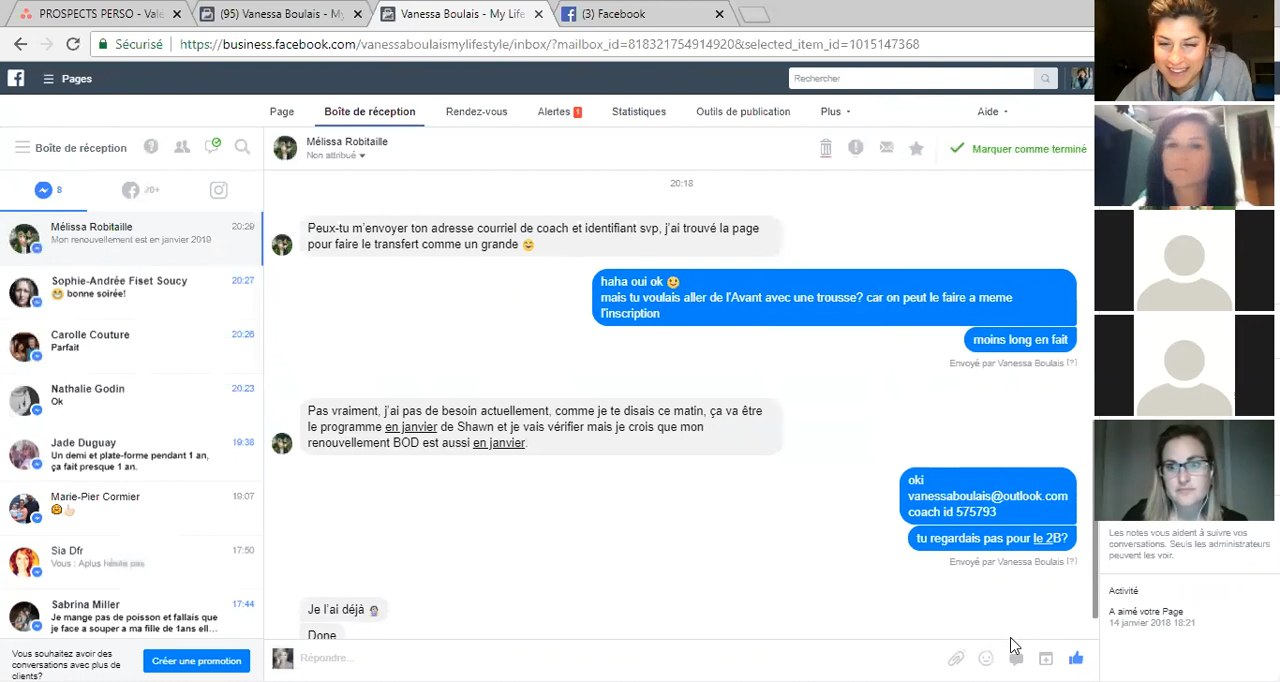 PROSPECTS PERSO - Vale
(95) Vanessa Boulais - My
Vanessa Boulais - My Life
(3) Facebook
Sécurisé
https://business.facebook.com/vanessaboulaismylifestyle/inbox/?mailbox_id=818321754914920&selected_item_id=1015147368
Pages
Rechercher
Page
Boîte de réception
Rendez-vous
Alertes 1
Statistiques
Outils de publication
Plus
Aide
Boîte de réception
Mélissa Robitaille
Non attribué
Marquer comme terminé
8
Mélissa Robitaille 20:29
Mon renouvellement est en janvier 2019
Sophie-Andrée Fiset Soucy 20:27
😁 bonne soirée!
Carolle Couture 20:26
Parfait
Nathalie Godin 20:23
Ok
Jade Duguay 19:38
Un demi et plate-forme pendant 1 an,
ça fait presque 1 an.
Marie-Pier Cormier 19:07
Sia Dfr 17:50
Vous : Aplus
Sabrina Miller 17:44
Je mange pas de poisson et fallais que
je face a souper a ma fille de 1ans ell...
Vous souhaitez avoir des
conversations avec plus de
clients?
Créer une promotion
20:18
Peux-tu m'envoyer ton adresse courriel de coach et identifiant svp, j'ai trouvé la page
pour faire le transfert comme un grande 😄
haha oui ok 😀
mais tu voulais aller de l'Avant avec une trousse? car on peut le faire a meme
l'inscription
moins long en fait
Envoyé par Vanessa Boulais [?]
Pas vraiment, j'ai pas de besoin actuellement, comme je te disais ce matin, ça va être
le programme en janvier de Shawn et je vais vérifier mais je crois que mon
renouvellement BOD est aussi en janvier.
oki
vanessaboulais@outlook.com
coach id 575793
tu regardais pas pour le 2B?
Envoyé par Vanessa Boulais [?]
Je l'ai déjà
Done
Répondre...
Les notes vous aident à suivre vos
conversations. Seuls les administrateurs
peuvent les voir.
Activité
A aimé votre Page
14 janvier 2018 18:21